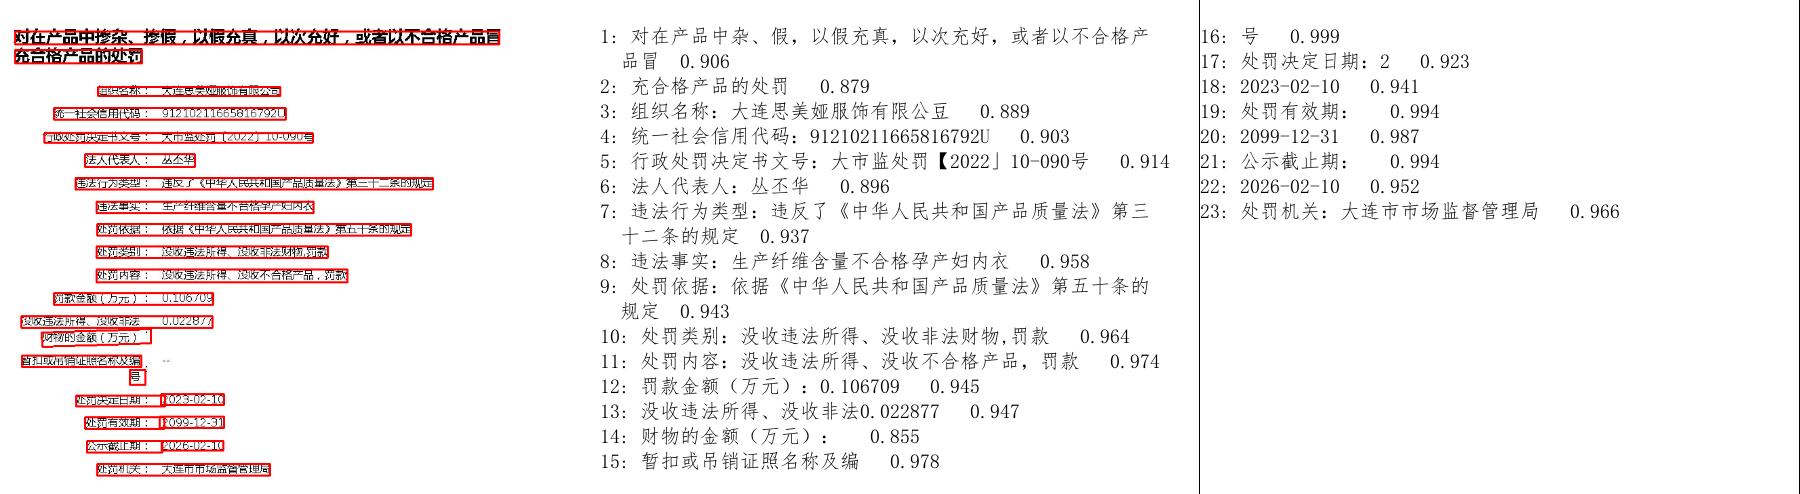 对在产品中掺杂、掺假，以假充真，以次充好，或者以不合格产品冒
充合格产品的处罚
组织名称： 大连思美娅服饰有限公司
统一社会信用代码： 91210211665816792U
行政处罚决定书文号： 大市监处罚〔2022〕10-090号
法人代表人： 丛丕华
违法行为类型： 违反了《中华人民共和国产品质量法》第三十二条的规定
违法事实： 生产纤维含量不合格孕产妇内衣
处罚依据： 依据《中华人民共和国产品质量法》第五十条的规定
处罚类别： 没收违法所得、没收非法财物,罚款
处罚内容： 没收违法所得、没收不合格产品，罚款
罚款金额（万元）： 0.106709
没收违法所得、没收非法 0.022877
财物的金额（万元）：
暂扣或吊销证照名称及编 --
号：
处罚决定日期： 2023-02-10
处罚有效期： 2099-12-31
公示截止期： 2026-02-10
处罚机关： 大连市市场监督管理局
1: 对在产品中杂、假，以假充真，以次充好，或者以不合格产
品冒 0.906
2: 充合格产品的处罚 0.879
3: 组织名称：大连思美娅服饰有限公豆 0.889
4: 统一社会信用代码：91210211665816792U 0.903
5: 行政处罚决定书文号：大市监处罚【2022」10-090号 0.914
6: 法人代表人：丛丕华 0.896
7: 违法行为类型：违反了《中华人民共和国产品质量法》第三
十二条的规定 0.937
8: 违法事实：生产纤维含量不合格孕产妇内衣 0.958
9: 处罚依据：依据《中华人民共和国产品质量法》第五十条的
规定 0.943
10: 处罚类别：没收违法所得、没收非法财物,罚款 0.964
11: 处罚内容：没收违法所得、没收不合格产品，罚款 0.974
12: 罚款金额（万元）：0.106709 0.945
13: 没收违法所得、没收非法0.022877 0.947
14: 财物的金额（万元）： 0.855
15: 暂扣或吊销证照名称及编 0.978
16: 号 0.999
17: 处罚决定日期：2 0.923
18: 2023-02-10 0.941
19: 处罚有效期： 0.994
20: 2099-12-31 0.987
21: 公示截止期： 0.994
22: 2026-02-10 0.952
23: 处罚机关：大连市市场监督管理局 0.966